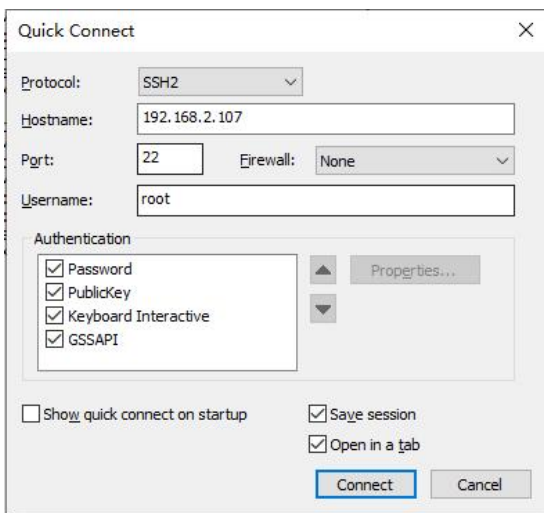 Quick Connect
Protocol: SSH2
Hostname: 192.168.2.107
Port: 22 Firewall: None
Username: root
Authentication
Password
PublicKey
Keyboard Interactive
GSSAPI
Properties...
Show quick connect on startup
Save session
Open in a tab
Connect Cancel